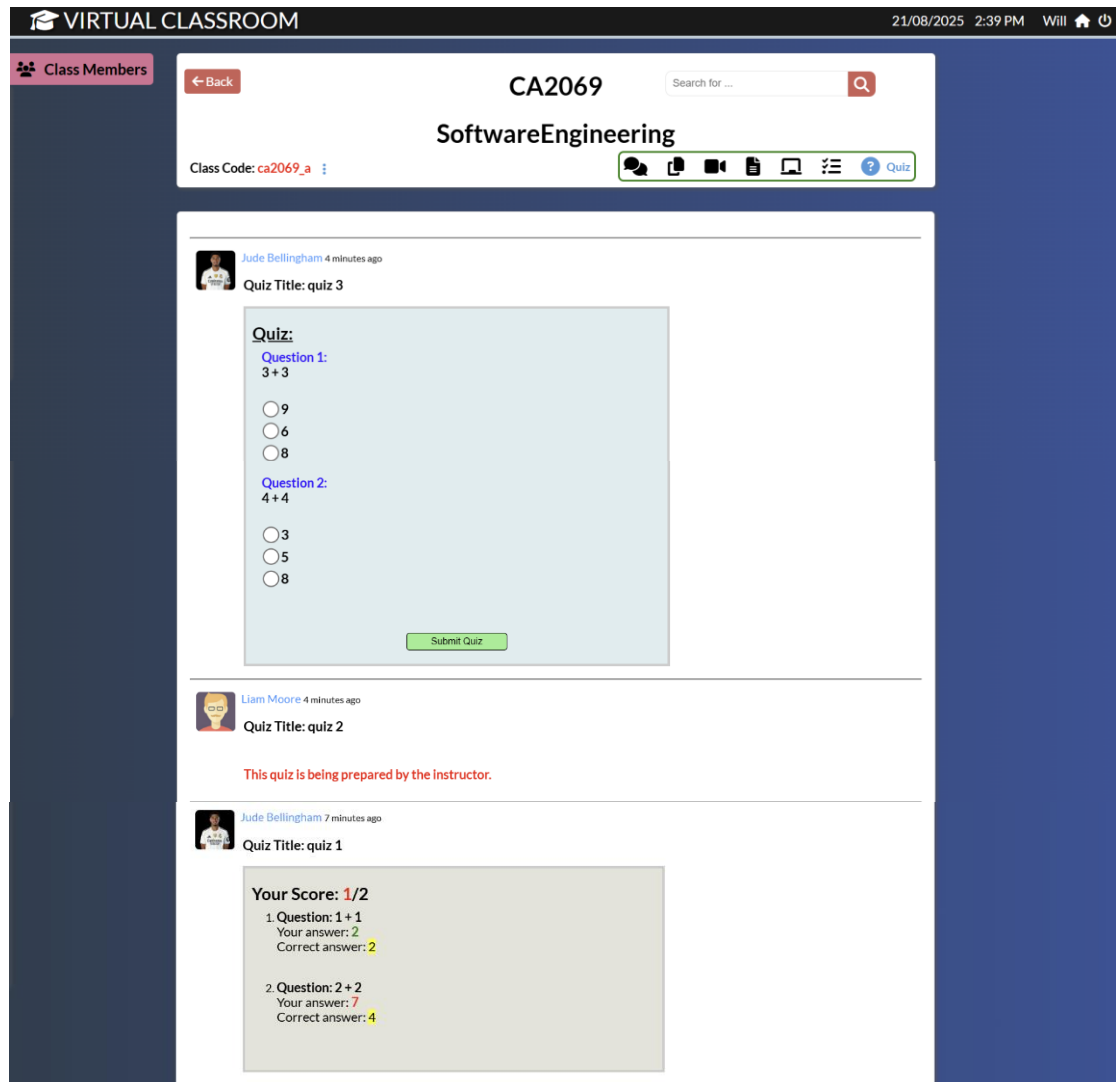 VIRTUAL CLASSROOM
21/08/2025 2:39 PM Will
Class Members
Back
CA2069
Search for ...
SoftwareEngineering
Class Code: ca2069_a
? Quiz
Jude Bellingham 4 minutes ago
Quiz Title: quiz 3
Quiz:
Question 1:
3 + 3
9
6
8
Question 2:
4 + 4
3
5
8
Submit Quiz
Liam Moore 4 minutes ago
Quiz Title: quiz 2
This quiz is being prepared by the instructor.
Jude Bellingham 7 minutes ago
Quiz Title: quiz 1
Your Score: 1/2
1. Question: 1 + 1
Your answer: 2
Correct answer: 2
2. Question: 2 + 2
Your answer: 7
Correct answer: 4